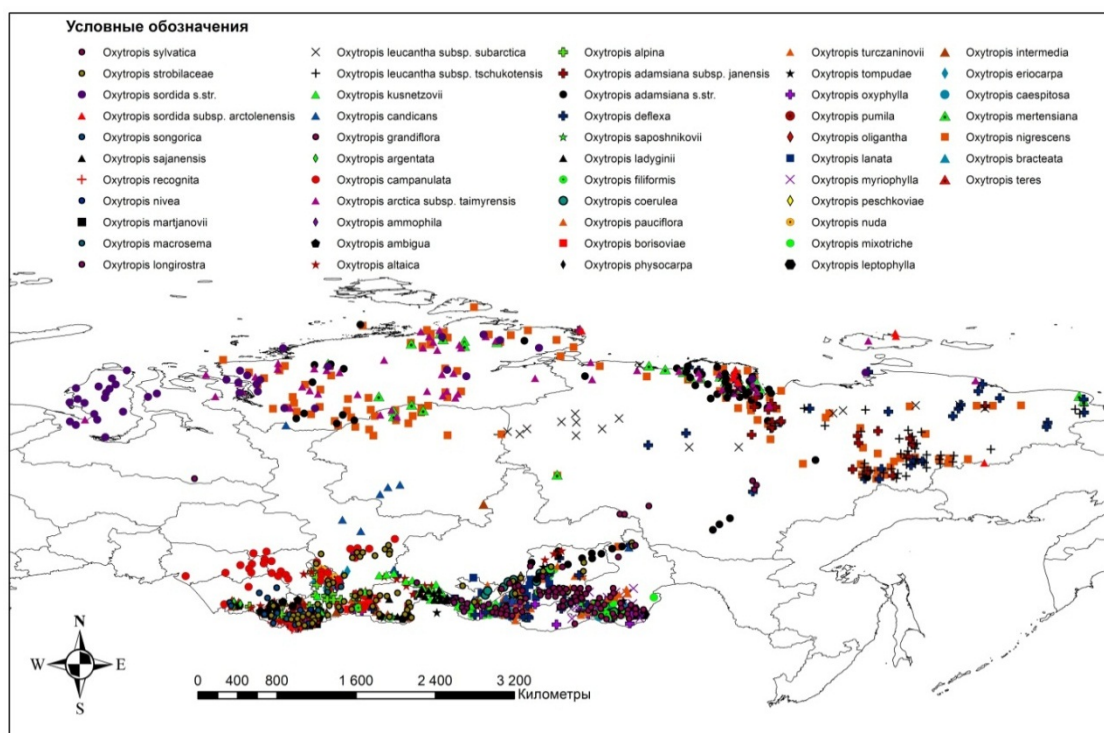 Условные обозначения
Oxytropis sylvatica
Oxytropis strobilaceae
Oxytropis sordida s.str.
Oxytropis sordida subsp. arctolenensis
Oxytropis songorica
Oxytropis sajanensis
Oxytropis recognita
Oxytropis nivea
Oxytropis martjanovii
Oxytropis macrosema
Oxytropis longirostra
Oxytropis leucantha subsp. subarctica
Oxytropis leucantha subsp. tschukotensis
Oxytropis kusnetzovii
Oxytropis candicans
Oxytropis grandiflora
Oxytropis argentata
Oxytropis campanulata
Oxytropis arctica subsp. taimyrensis
Oxytropis ammophila
Oxytropis ambigua
Oxytropis altaica
Oxytropis alpina
Oxytropis adamsiana subsp. janensis
Oxytropis adamsiana s.str.
Oxytropis deflexa
Oxytropis saposhnikovii
Oxytropis ladyginii
Oxytropis filiformis
Oxytropis coerulea
Oxytropis pauciflora
Oxytropis borisoviae
Oxytropis physocarpa
Oxytropis turczaninovii
Oxytropis tompudae
Oxytropis oxyphylla
Oxytropis pumila
Oxytropis oligantha
Oxytropis lanata
Oxytropis myriophylla
Oxytropis peschkoviae
Oxytropis nuda
Oxytropis mixotriche
Oxytropis leptophylla
Oxytropis intermedia
Oxytropis eriocarpa
Oxytropis caespitosa
Oxytropis mertensiana
Oxytropis nigrescens
Oxytropis bracteata
Oxytropis teres
N
W E
S
0 400 800 1 600 2 400 3 200
Километры